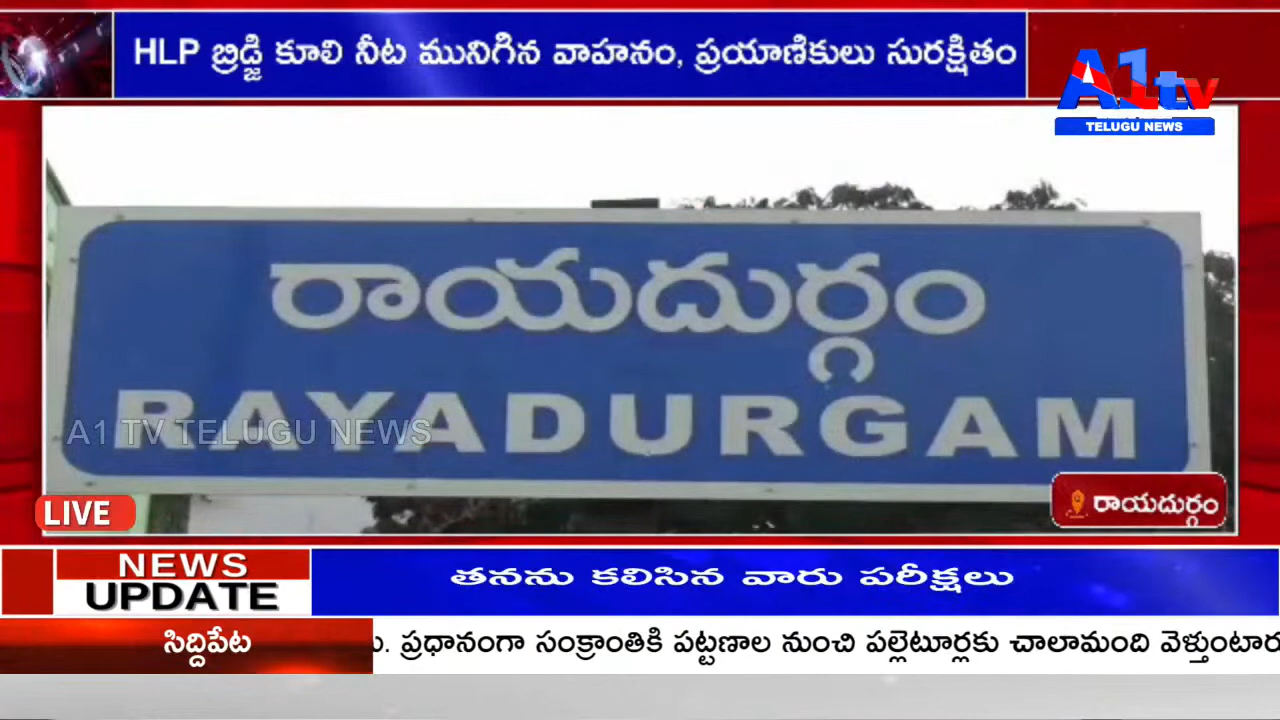 HLP బ్రిడ్జి కూలి నీట మునిగిన వాహనం, ప్రయాణికులు సురక్షితం
A1tv
TELUGU NEWS
రాయదుర్గం
RAYADURGAM
A1 TV TELUGU NEWS
LIVE
రాయదుర్గం
NEWS
UPDATE
తనను కలిసిన వారు పరీక్షలు
సిద్దిపేట
. ప్రధానంగా సంక్రాంతికి పట్టణాల నుంచి పల్లెటూర్లకు చాలామంది వెళ్తుంటారు